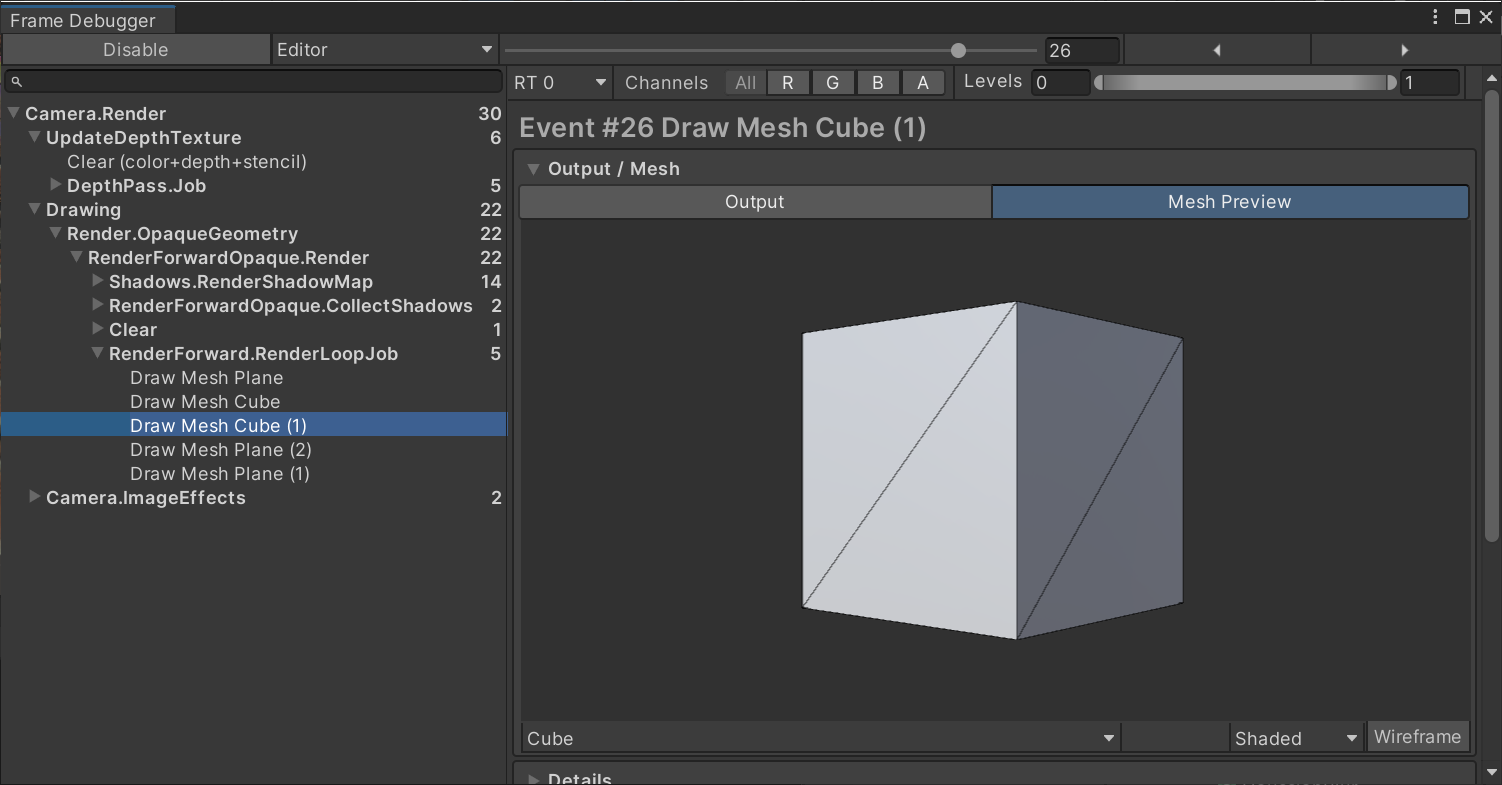 Frame Debugger
Disable Editor 26
RT 0 Channels All R G B A Levels 0 1
Camera.Render 30
UpdateDepthTexture 6
Clear (color+depth+stencil)
DepthPass.Job 5
Drawing 22
Render.OpaqueGeometry 22
RenderForwardOpaque.Render 22
Shadows.RenderShadowMap 14
RenderForwardOpaque.CollectShadows 2
Clear 1
RenderForward.RenderLoopJob 5
Draw Mesh Plane
Draw Mesh Cube
Draw Mesh Cube (1)
Draw Mesh Plane (2)
Draw Mesh Plane (1)
Camera.ImageEffects 2
Event #26 Draw Mesh Cube (1)
Output / Mesh
Output Mesh Preview
Cube Shaded Wireframe
Details